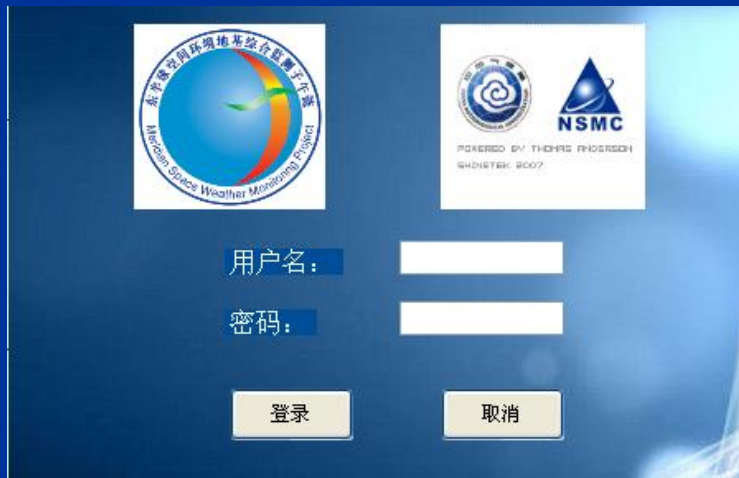 东半球空间环境地基综合监测子午链
Meridian Space Weather Monitoring Project
NSMC
POWERED BY THOMAS ANDERSON
SHINETEK 2007
用户名：
密码：
登录
取消